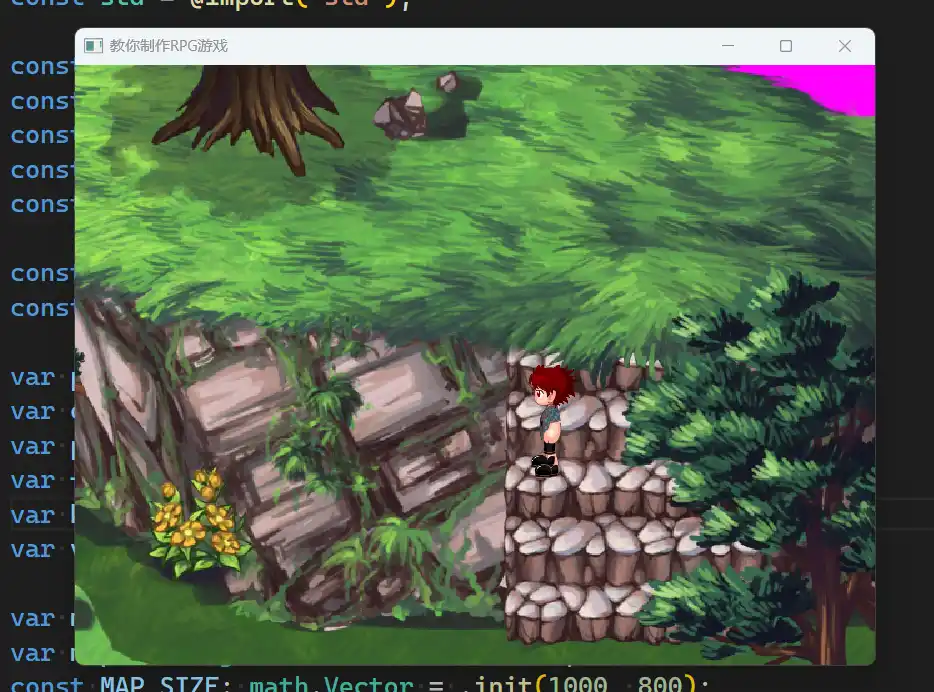 const std = @import("std");
教你制作RPG游戏
const
const
const
const
const
const
const
var
var
var
var
var
var
var
var
const MAP_SIZE: math.Vector = .init(1000, 800);